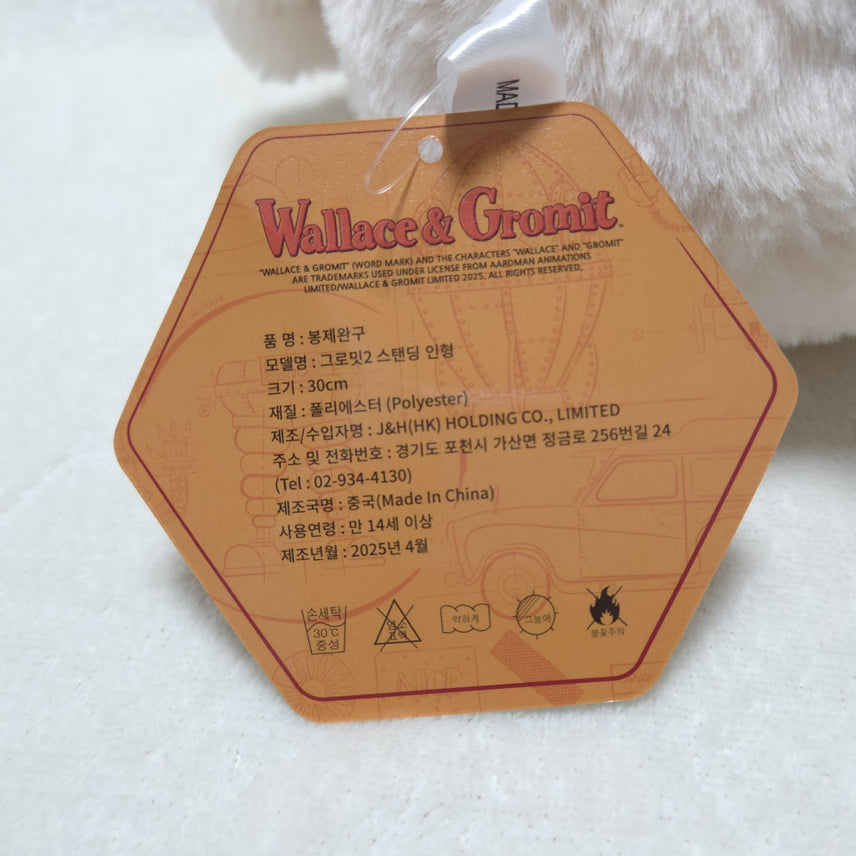 MAD
Wallace & Gromit™
"WALLACE & GROMIT" (WORD MARK) AND THE CHARACTERS "WALLACE" AND "GROMIT"
ARE TRADEMARKS USED UNDER LICENSE FROM AARDMAN ANIMATIONS
LIMITED/WALLACE & GROMIT LIMITED 2025. ALL RIGHTS RESERVED.
품 명 : 봉제완구
모델명 : 그로밋2 스탠딩 인형
크기 : 30cm
재질 : 폴리에스터 (Polyester)
제조/수입자명 : J&H(HK) HOLDING CO., LIMITED
주소 및 전화번호 : 경기도 포천시 가산면 정금로 256번길 24
(Tel : 02-934-4130)
제조국명 : 중국(Made In China)
사용연령 : 만 14세 이상
제조년월 : 2025년 4월
손세탁
30℃
중성
염소
표백
약하게
그늘에
불꽃주의
NICE